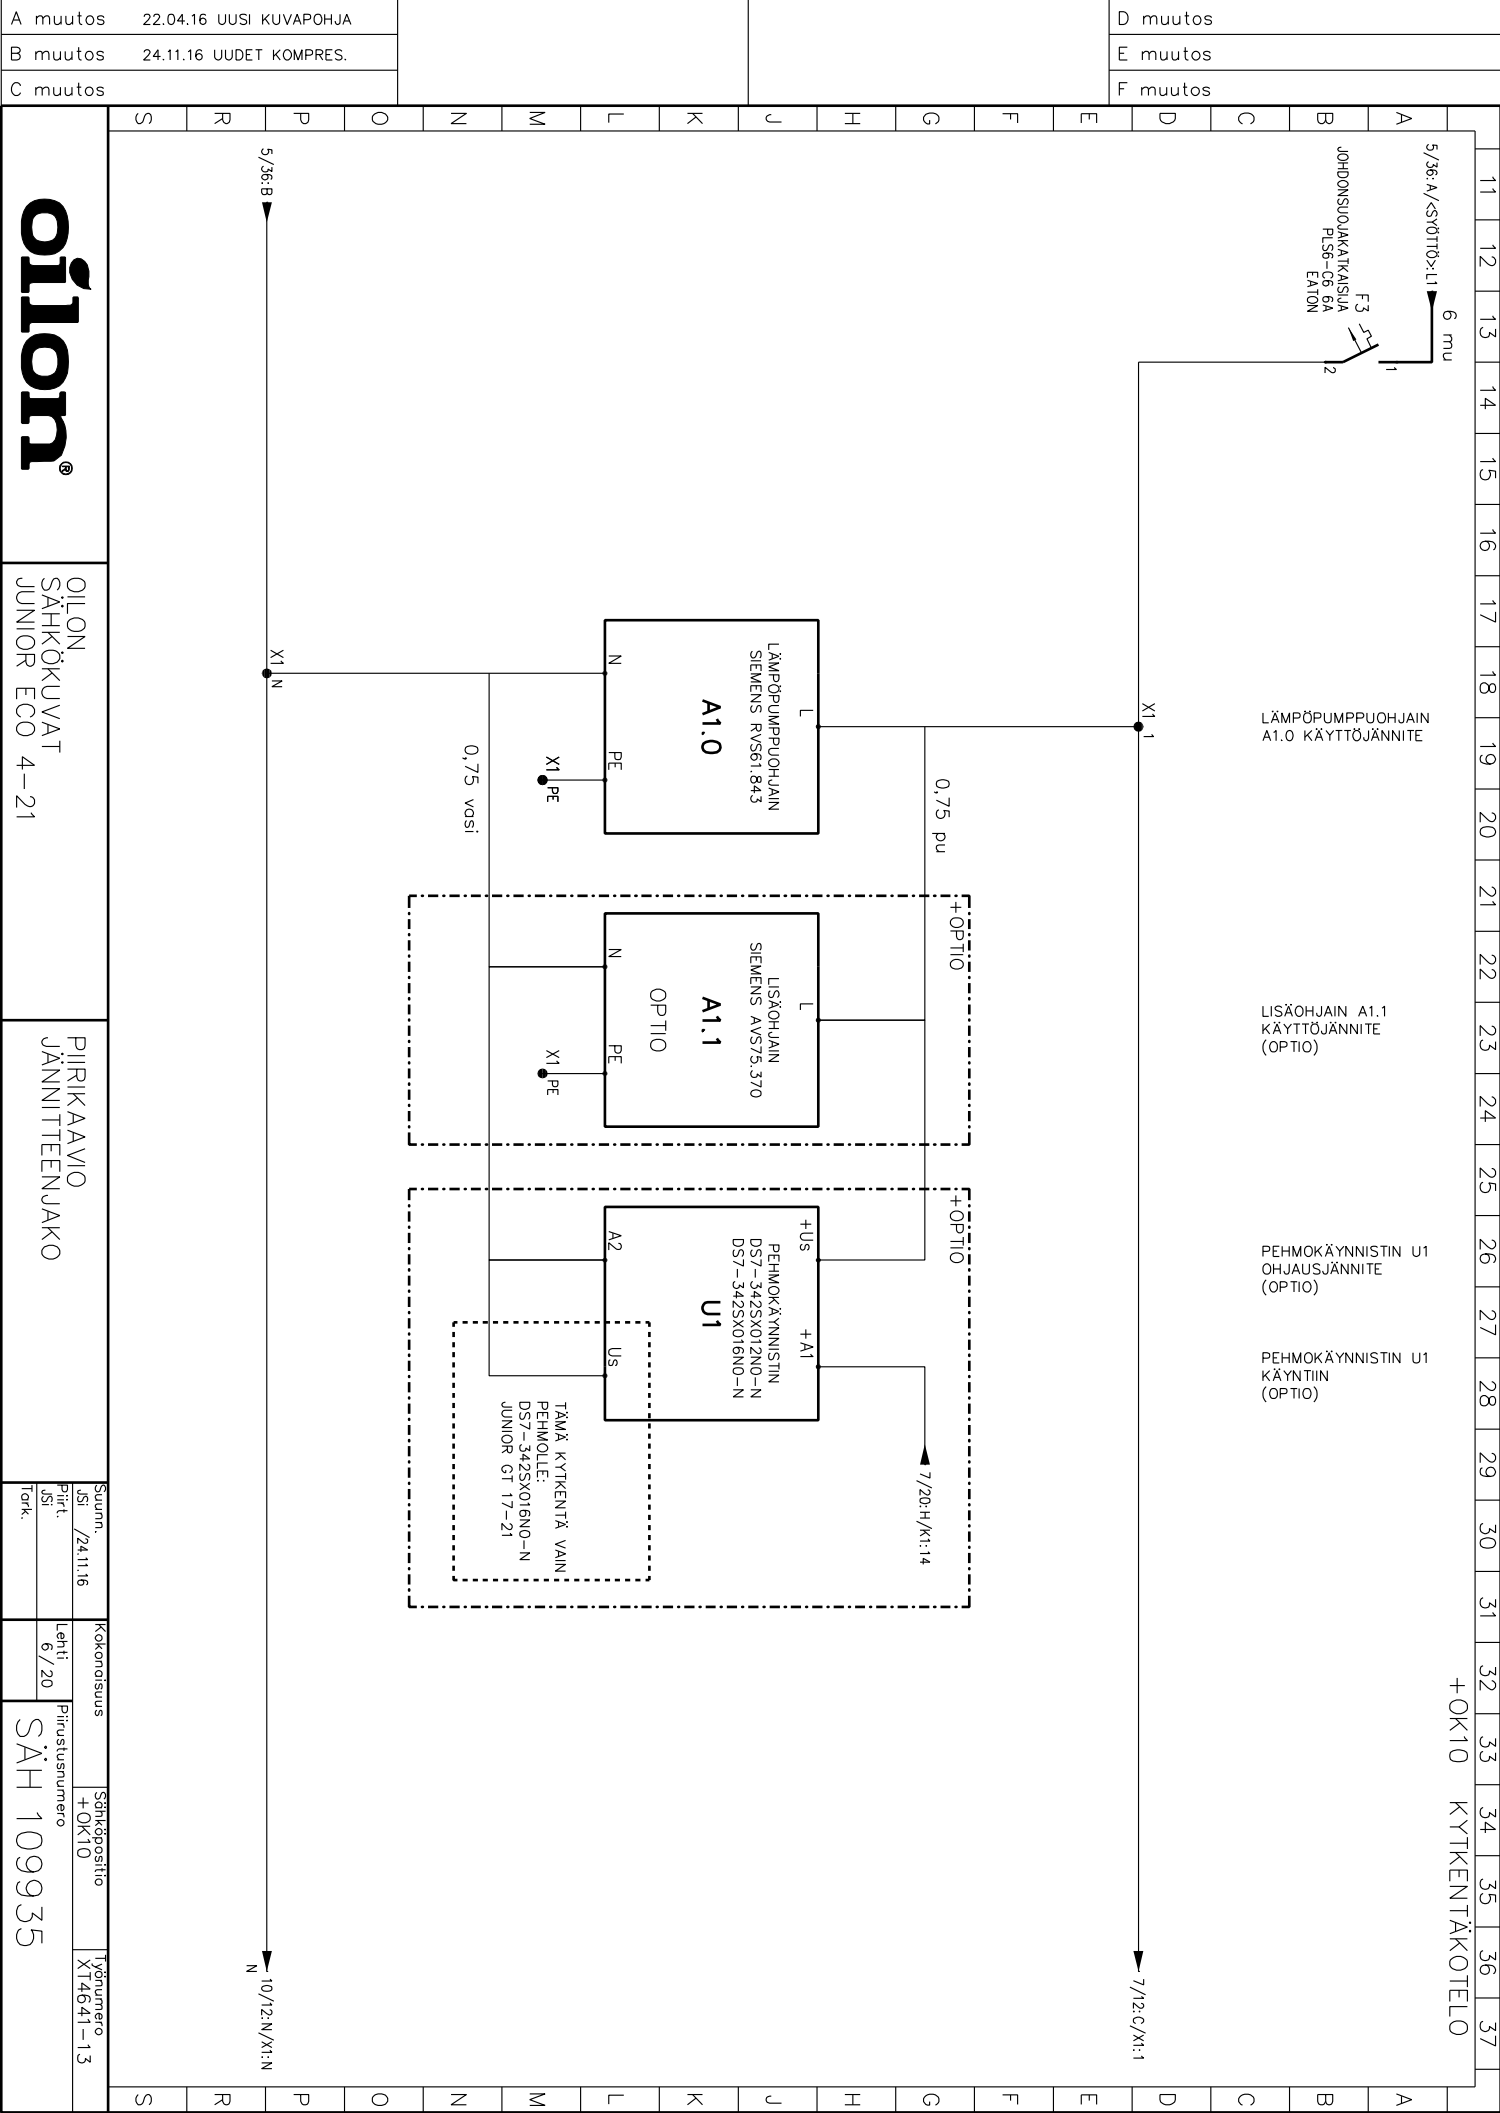 A muutos 22.04.16 UUSI KUVAPOHJA
B muutos 24.11.16 UUDET KOMPRES.
C muutos
D muutos
E muutos
F muutos
11 12 13 14 15 16 17 18 19 20 21 22 23 24 25 26 27 28 29 30 31 32 33 34 35 36 37
+OK10 KYTKENTÄKOTELO
A B C D E F G H J K L M N O P R S
A B C D E F G H J K L M N O P R S
5/36:A/<SYÖTTÖ>:L1
6 mu
F3
JOHDONSUOJAKATKAISIJA
PLS6-C6 6A
EATON
1
2
LÄMPÖPUMPPUOHJAIN
A1.0 KÄYTTÖJÄNNITE
LISÄOHJAIN A1.1
KÄYTTÖJÄNNITE
(OPTIO)
PEHMOKÄYNNISTIN U1
OHJAUSJÄNNITE
(OPTIO)
PEHMOKÄYNNISTIN U1
KÄYNTIIN
(OPTIO)
X1 1
7/12:C/X1:1
0,75 pu
L
LÄMPÖPUMPPUOHJAIN
SIEMENS RVS61.843
A1.0
N
PE
X1 PE
+OPTIO
L
LISÄOHJAIN
SIEMENS AVS75.370
A1.1
OPTIO
N
PE
X1 PE
+OPTIO
+Us
+A1
7/20:H/K1:14
PEHMOKÄYNNISTIN
DS7-342SX012N0-N
DS7-342SX016N0-N
U1
A2
Us
TÄMÄ KYTKENTÄ VAIN
PEHMOLLE:
DS7-342SX016N0-N
JUNIOR GT 17-21
0,75 vasi
5/36:B
X1 N
10/12:N/X1:N
N
oilon®
OILON
SÄHKÖKUVAT
JUNIOR ECO 4-21
PIIRIKAAVIO
JÄNNITTEENJAKO
Suunn.
JSi /24.11.16
Piirt.
JSi
Tark.
Kokonaisuus
Lehti
6/20
Sähköpositio
+OK10
Työnumero
XT4641-13
Piirustusnumero
SÄH 109935